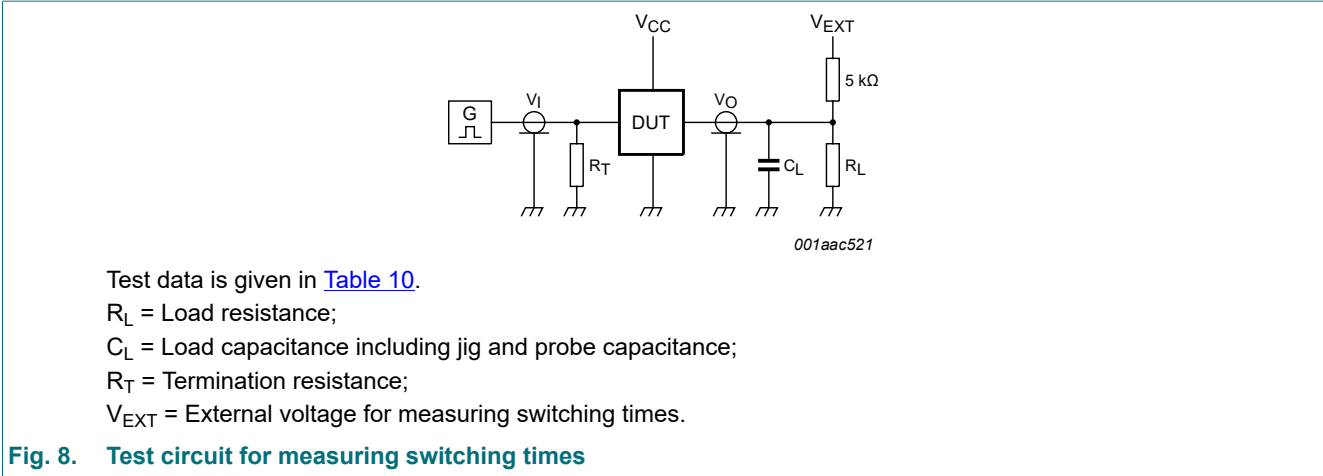 V_CC
V_EXT
5 kΩ
G
V_I
DUT
V_O
R_T
C_L
R_L
001aac521
Test data is given in Table 10.
R_L = Load resistance;
C_L = Load capacitance including jig and probe capacitance;
R_T = Termination resistance;
V_EXT = External voltage for measuring switching times.
Fig. 8. Test circuit for measuring switching times